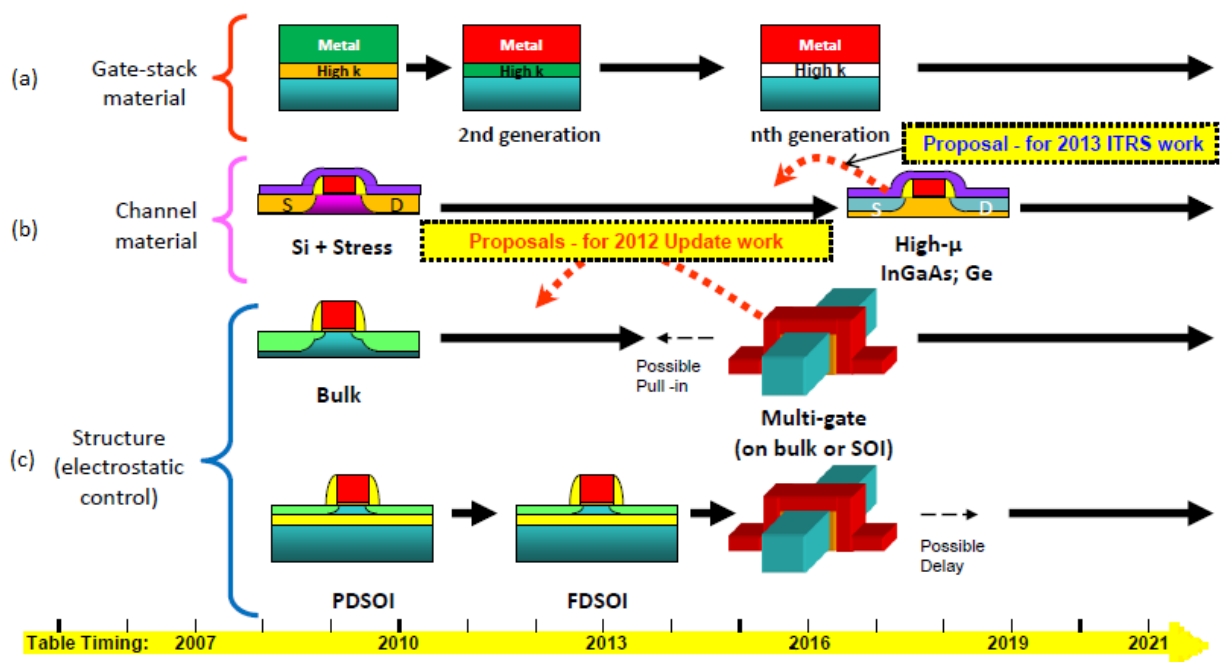 (a)
Gate-stack
material
Metal
High k
Metal
High k
2nd generation
Metal
High k
nth generation
Proposal - for 2013 ITRS work
(b)
Channel
material
S
D
Si + Stress
Proposals - for 2012 Update work
S
D
High-μ
InGaAs; Ge
(c)
Structure
(electrostatic
control)
Bulk
Possible
Pull -in
Multi-gate
(on bulk or SOI)
PDSOI
FDSOI
Possible
Delay
Table Timing: 2007 2010 2013 2016 2019 2021